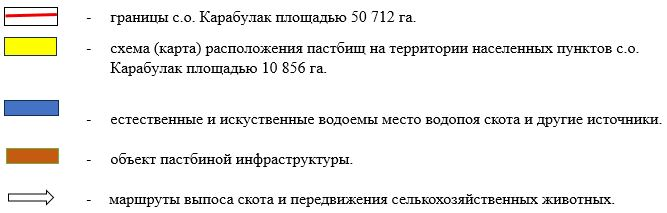 - границы с.о. Карабулак площадью 50 712 га.
- схема (карта) расположения пастбищ на территории населенных пунктов с.о.
Карабулак площадью 10 856 га.
- естественные и искуственные водоемы место водопоя скота и другие источники.
- объект пастбиной инфраструктуры.
- маршруты выпоса скота и передвижения селькохозяйственных животных.